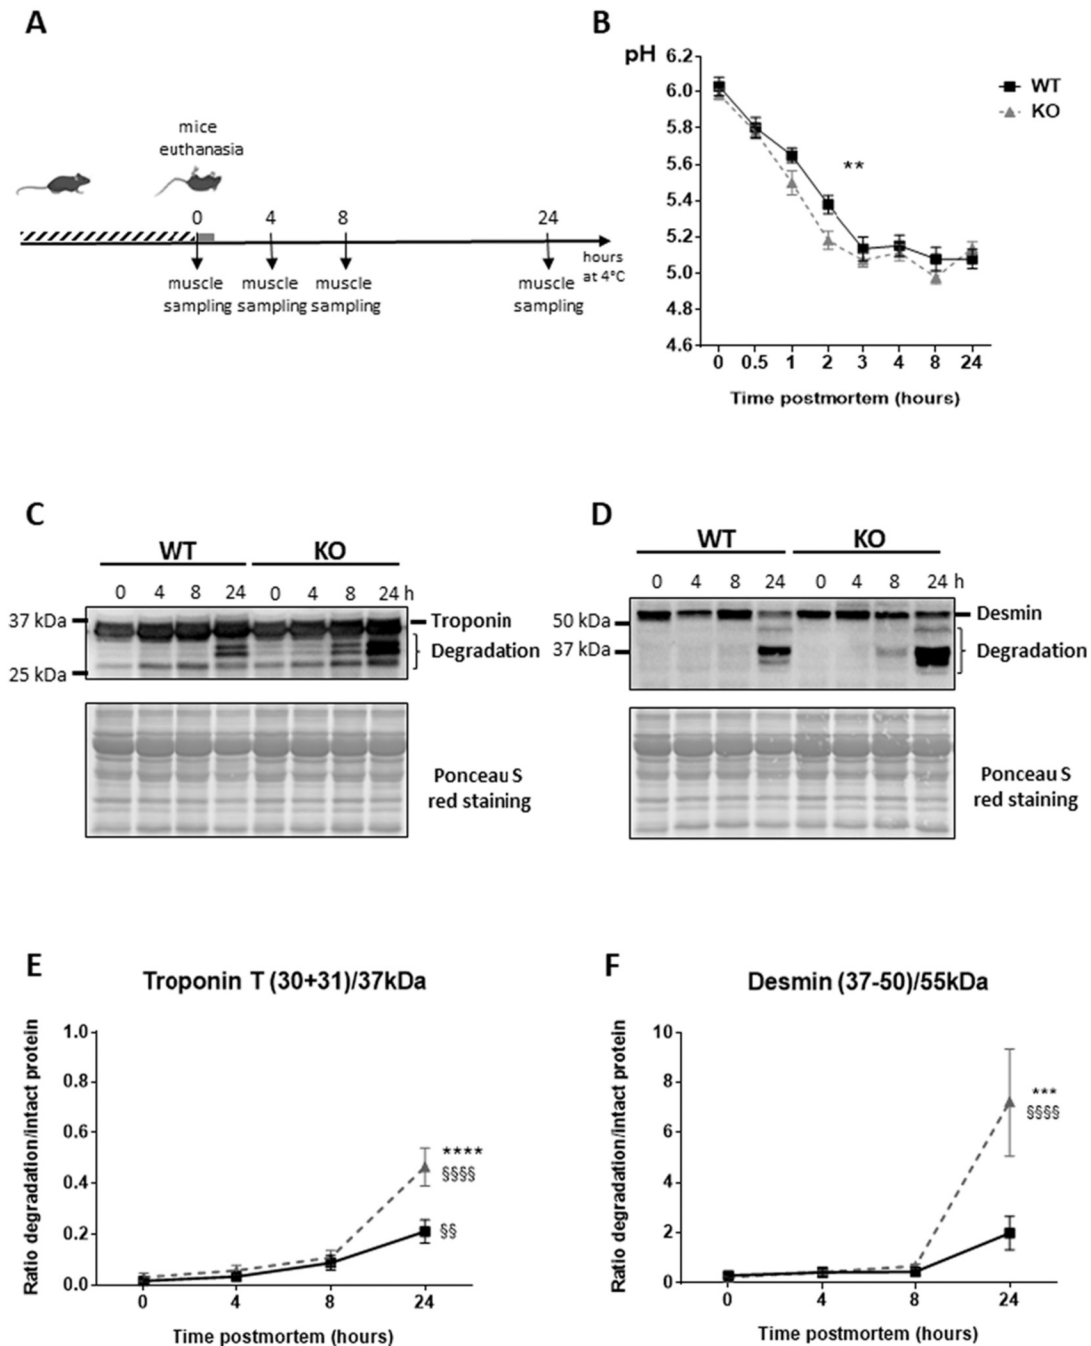 A
mice
euthanasia
0 4 8 24
hours
at 4°C
muscle muscle muscle muscle
sampling sampling sampling sampling
B
pH
6.2
6.0
5.8
5.6
5.4
5.2
5.0
4.8
4.6
**
WT
KO
0 0.5 1 2 3 4 8 24
Time postmortem (hours)
C
WT KO
0 4 8 24 0 4 8 24 h
37 kDa
25 kDa
Troponin
Degradation
Ponceau S
red staining
D
WT KO
0 4 8 24 0 4 8 24 h
50 kDa
37 kDa
Desmin
Degradation
Ponceau S
red staining
E
Troponin T (30+31)/37kDa
Ratio degradation/intact protein
1.0
0.8
0.6
0.4
0.2
0.0
****
§§§§
§§
0 4 8 24
Time postmortem (hours)
F
Desmin (37-50)/55kDa
Ratio degradation/intact protein
10
8
6
4
2
0
***
§§§§
0 4 8 24
Time postmortem (hours)